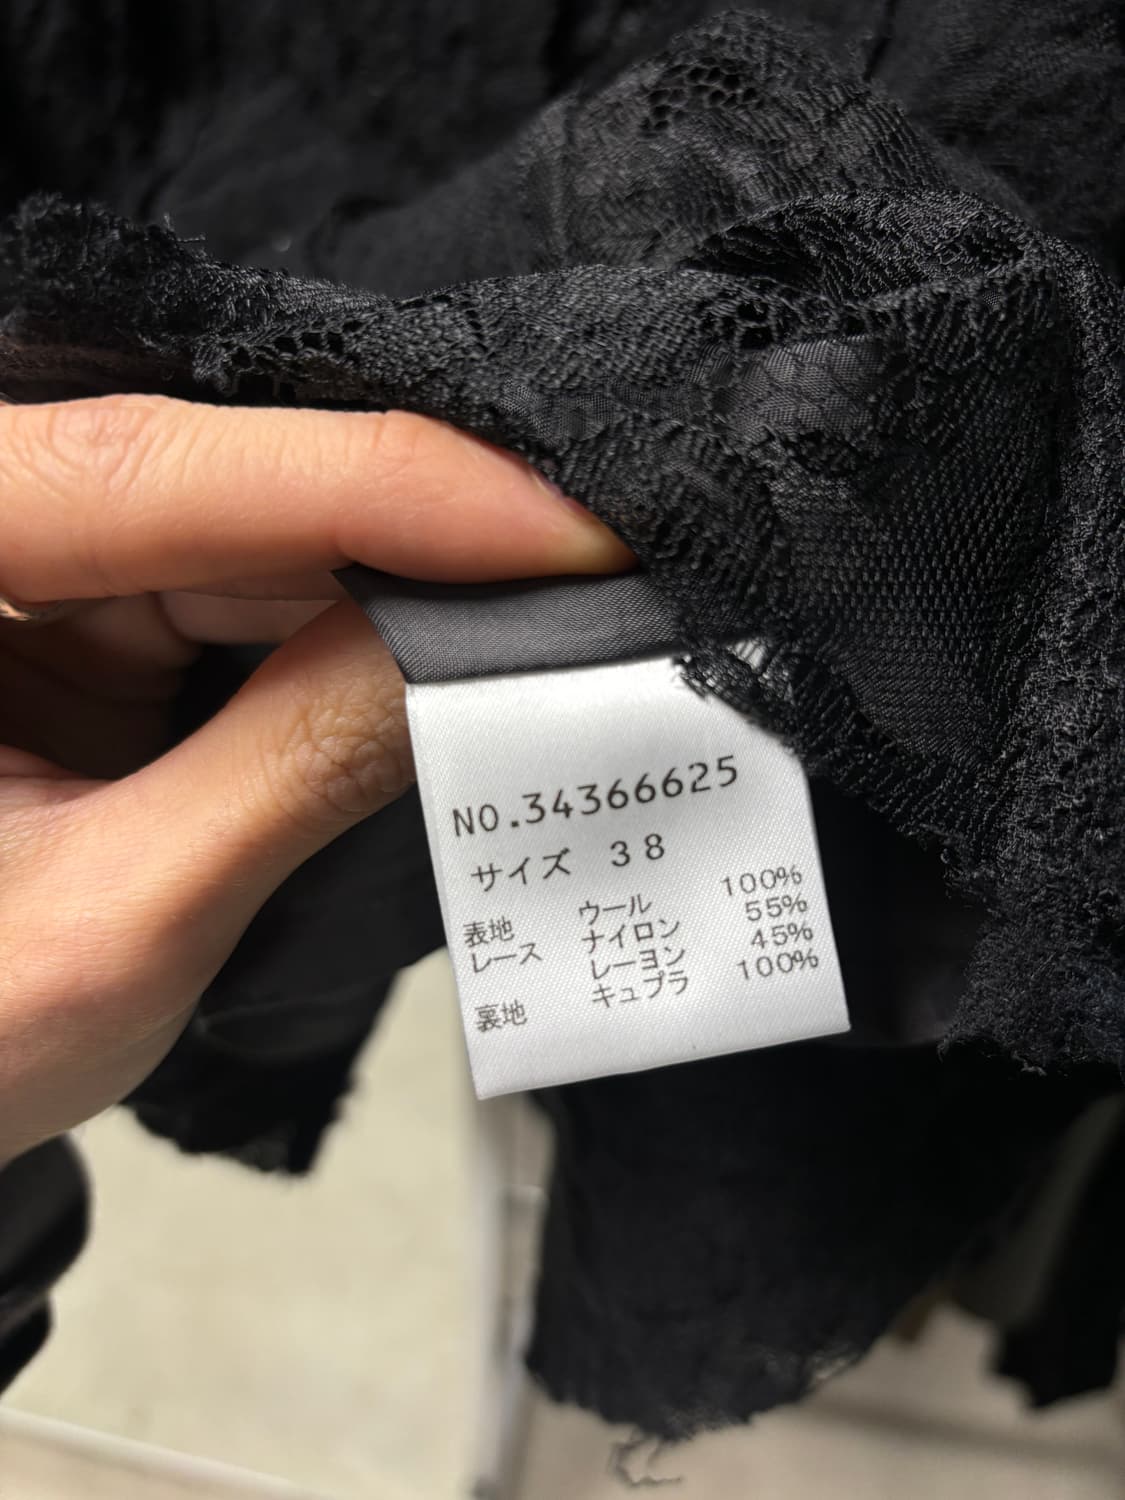 NO.34366625
サイズ 38
表地 ウール 100%
レース ナイロン 55%
レーヨン 45%
裏地 キュプラ 100%